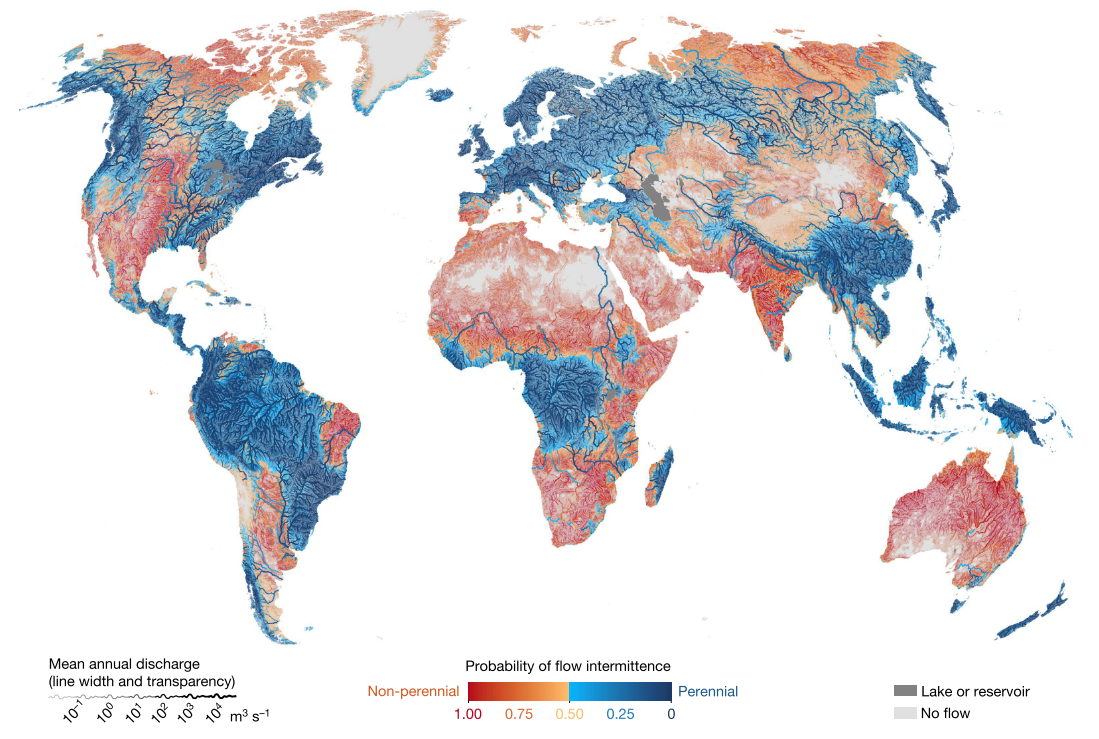 Mean annual discharge
(line width and transparency)
10⁻¹ 10⁰ 10¹ 10² 10³ 10⁴ m³ s⁻¹
Probability of flow intermittence
Non-perennial Perennial
1.00 0.75 0.50 0.25 0
Lake or reservoir
No flow